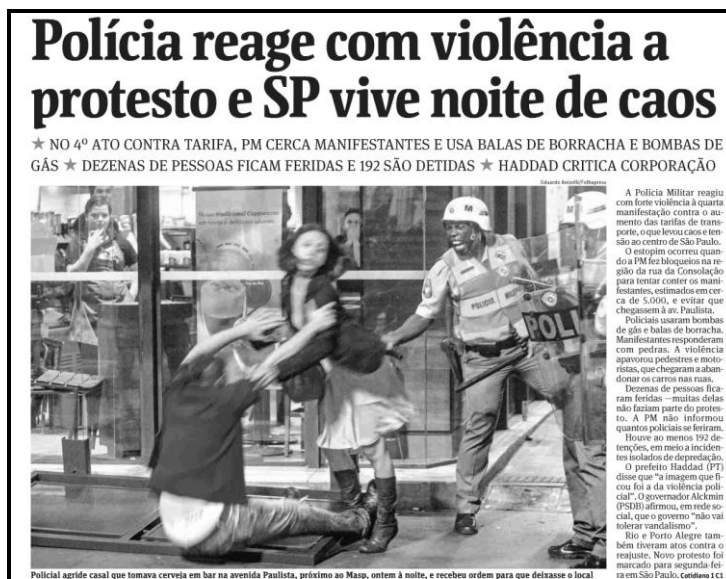 Polícia reage com violência a
protesto e SP vive noite de caos
★ NO 4º ATO CONTRA TARIFA, PM CERCA MANIFESTANTES E USA BALAS DE BORRACHA E BOMBAS DE
GÁS ★ DEZENAS DE PESSOAS FICAM FERIDAS E 192 SÃO DETIDAS ★ HADDAD CRITICA CORPORAÇÃO
Eduardo Anizelli/Folhapress
POLÍCIA
POLI
A Polícia Militar reagiu
com forte violência à quarta
manifestação contra o au-
mento das tarifas de trans-
porte, o que levou caos e ten-
são ao centro de São Paulo.
O estopim ocorreu quan-
do a PM fez bloqueios na re-
gião da rua da Consolação
para tentar conter os mani-
festantes, estimados em cer-
ca de 5.000, e evitar que
chegassem à av. Paulista.
Policiais usaram bombas
de gás e balas de borracha.
Manifestantes responderam
com pedras. A violência
apavorou pedestres e moto-
ristas, que chegaram a aban-
donar os carros nas ruas.
Dezenas de pessoas fica-
ram feridas —muitas delas
não faziam parte do protes-
to. A PM não informou
quantos policiais se feriram.
Houve ao menos 192 de-
tenções, em meio a inciden-
tes isolados de depredação.
O prefeito Haddad (PT)
disse que “a imagem que fi-
cou foi a da violência poli-
cial”. O governador Alckmin
(PSDB) afirmou, em rede so-
cial, que o governo “não vai
tolerar vandalismo”.
Rio e Porto Alegre tam-
bém tiveram atos contra o
reajuste. Novo protesto foi
marcado para segunda-fei-
ra em São Paulo. Cotidiano 1 C1
Policial agride casal que tomava cerveja em bar na avenida Paulista, próximo ao Masp, ontem à noite, e recebeu ordem para que deixasse o local